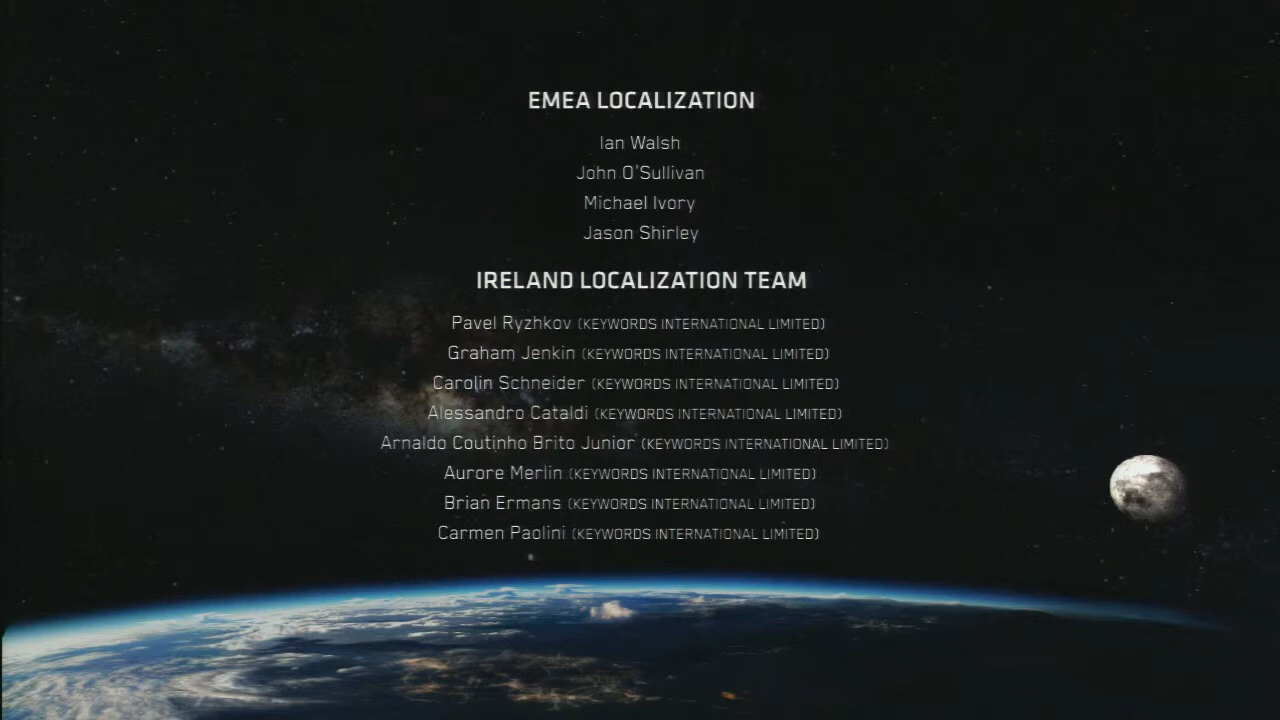 EMEA LOCALIZATION
Ian Walsh
John O'Sullivan
Michael Ivory
Jason Shirley
IRELAND LOCALIZATION TEAM
Pavel Ryzhkov (KEYWORDS INTERNATIONAL LIMITED)
Graham Jenkin (KEYWORDS INTERNATIONAL LIMITED)
Carolin Schneider (KEYWORDS INTERNATIONAL LIMITED)
Alessandro Cataldi (KEYWORDS INTERNATIONAL LIMITED)
Arnaldo Coutinho Brito Junior (KEYWORDS INTERNATIONAL LIMITED)
Aurore Merlin (KEYWORDS INTERNATIONAL LIMITED)
Brian Ermans (KEYWORDS INTERNATIONAL LIMITED)
Carmen Paolini (KEYWORDS INTERNATIONAL LIMITED)